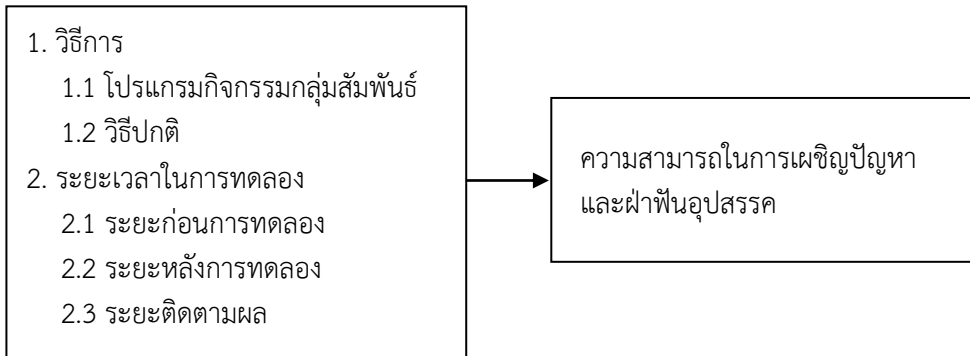 1. วิธีการ
1.1 โปรแกรมกิจกรรมกลุ่มสัมพันธ์
1.2 วิธีปกติ
2. ระยะเวลาในการทดลอง
2.1 ระยะก่อนการทดลอง
2.2 ระยะหลังการทดลอง
2.3 ระยะติดตามผล
ความสามารถในการเผชิญปัญหา
และฝ่าฟันอุปสรรค